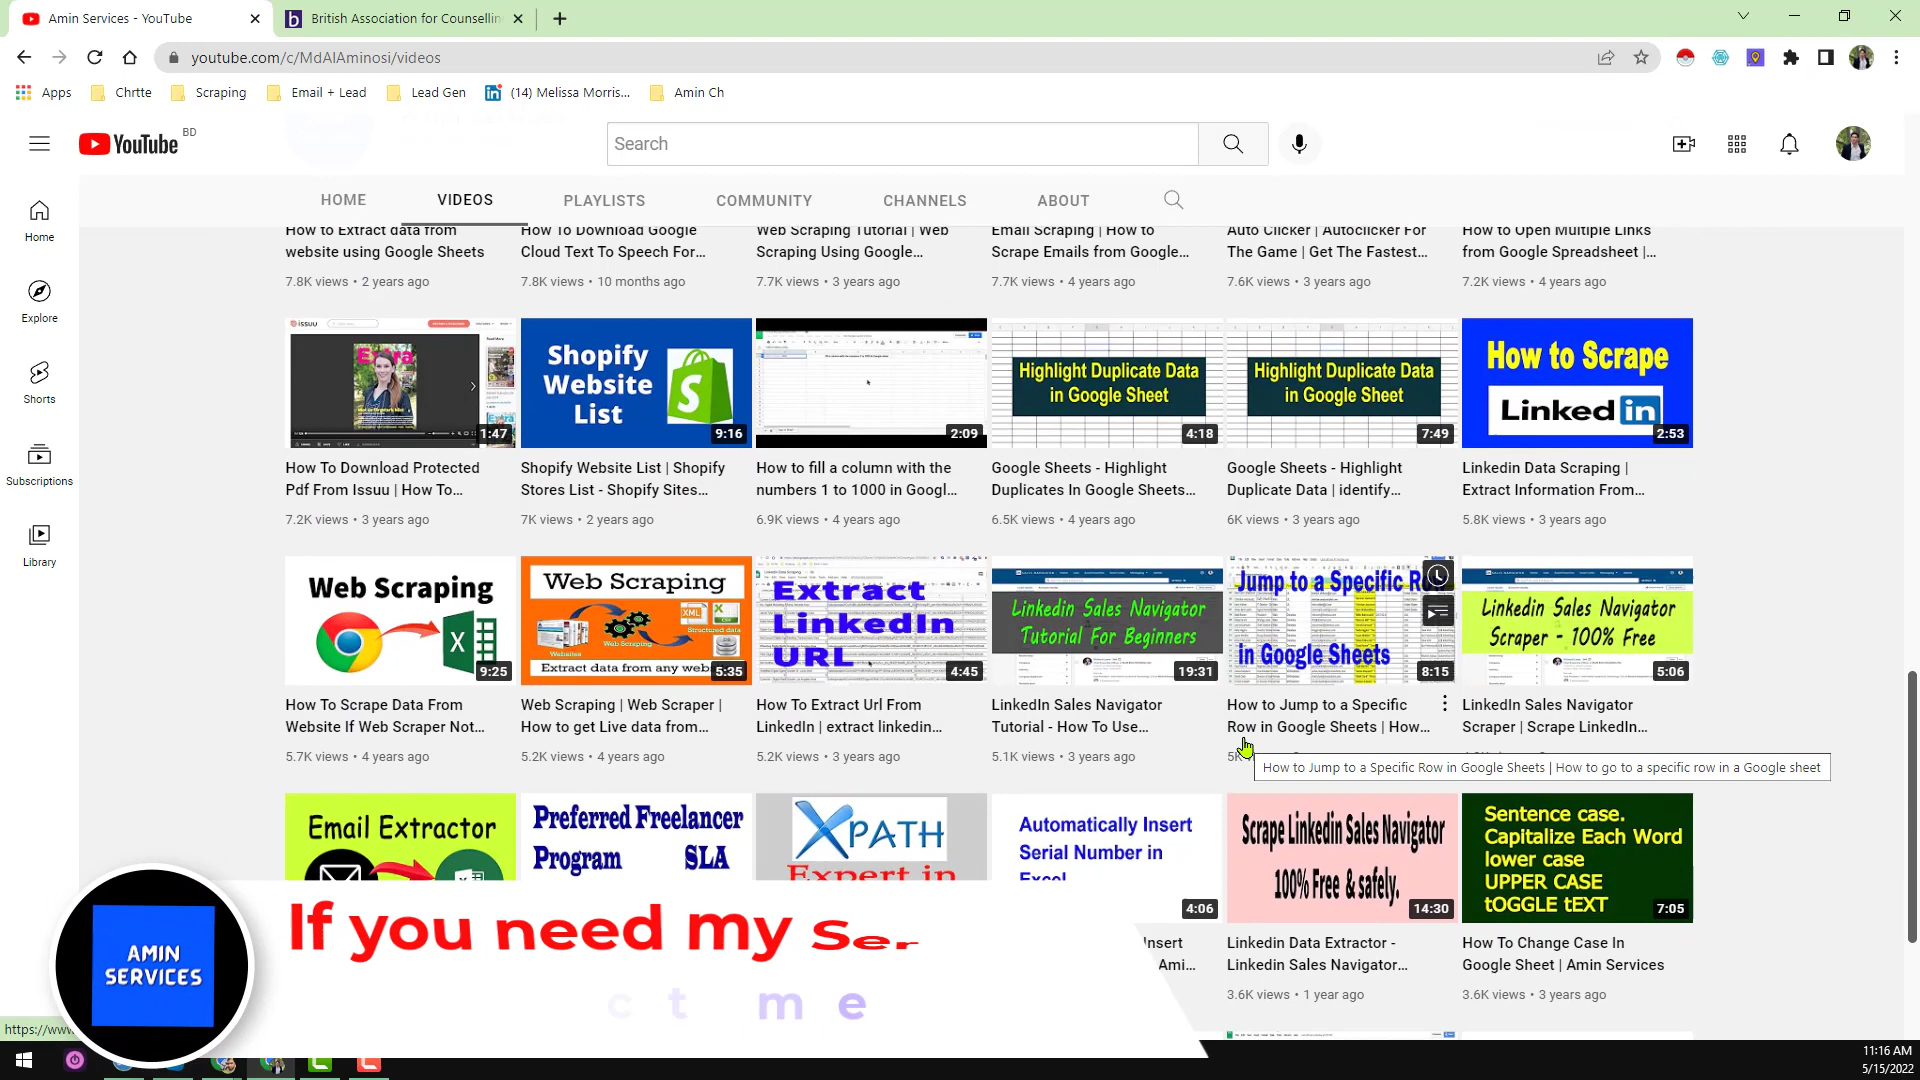 Amin Services - YouTube
British Association for Counsellin
youtube.com/c/MdAlAminosi/videos
Apps
Chrtte
Scraping
Email + Lead
Lead Gen
(14) Melissa Morris...
Amin Ch
YouTube
BD
Search
HOME
VIDEOS
PLAYLISTS
COMMUNITY
CHANNELS
ABOUT
Home
Explore
Shorts
Subscriptions
Library
How to Extract data from
website using Google Sheets
7.8K views • 2 years ago
How To Download Google
Cloud Text To Speech For...
7.8K views • 10 months ago
Web Scraping Tutorial | Web
Scraping Using Google...
7.7K views • 3 years ago
Email Scraping | How to
Scrape Emails from Google...
7.7K views • 4 years ago
Auto Clicker | Autoclicker For
The Game | Get The Fastest...
7.6K views • 3 years ago
How to Open Multiple Links
from Google Spreadsheet |...
7.2K views • 4 years ago
issuu
Extra
1:47
Shopify
Website
List
9:16
2:09
Highlight Duplicate Data
in Google Sheet
4:18
Highlight Duplicate Data
in Google Sheet
7:49
How to Scrape
Linked in
2:53
How To Download Protected
Pdf From Issuu | How To...
7.2K views • 3 years ago
Shopify Website List | Shopify
Stores List - Shopify Sites...
7K views • 2 years ago
How to fill a column with the
numbers 1 to 1000 in Googl...
6.9K views • 4 years ago
Google Sheets - Highlight
Duplicates In Google Sheets...
6.5K views • 4 years ago
Google Sheets - Highlight
Duplicate Data | identify...
6K views • 3 years ago
Linkedin Data Scraping |
Extract Information From...
5.8K views • 3 years ago
Web Scraping
9:25
Web Scraping
Websites
Web Scraping
XML
CSV
Structured data
Extract data from any web
5:35
Extract
LinkedIn
URL
4:45
Linkedin Sales Navigator
Tutorial For Beginners
19:31
Jump to a Specific R
in Google Sheets
8:15
Linkedin Sales Navigator
Scraper - 100% Free
5:06
How To Scrape Data From
Website If Web Scraper Not...
5.7K views • 4 years ago
Web Scraping | Web Scraper |
How to get Live data from...
5.2K views • 4 years ago
How To Extract Url From
LinkedIn | extract linkedin...
5.2K views • 3 years ago
LinkedIn Sales Navigator
Tutorial - How To Use...
5.1K views • 3 years ago
How to Jump to a Specific
Row in Google Sheets | How...
5K
How to Jump to a Specific Row in Google Sheets | How to go to a specific row in a Google sheet
LinkedIn Sales Navigator
Scraper | Scrape LinkedIn...
Email Extractor
Preferred Freelancer
Program SLA
XPATH
Expert in
Automatically Insert
Serial Number in
Excel
4:06
Scrape Linkedin Sales Navigator
100% Free & safely.
14:30
Sentence case.
Capitalize Each Word
lower case
UPPER CASE
tOGGLE tEXT
7:05
Insert
Ami...
Linkedin Data Extractor -
Linkedin Sales Navigator...
3.6K views • 1 year ago
How To Change Case In
Google Sheet | Amin Services
3.6K views • 3 years ago
AMIN
SERVICES
If you need my Ser
c t m e
https://www
11:16 AM
5/15/2022